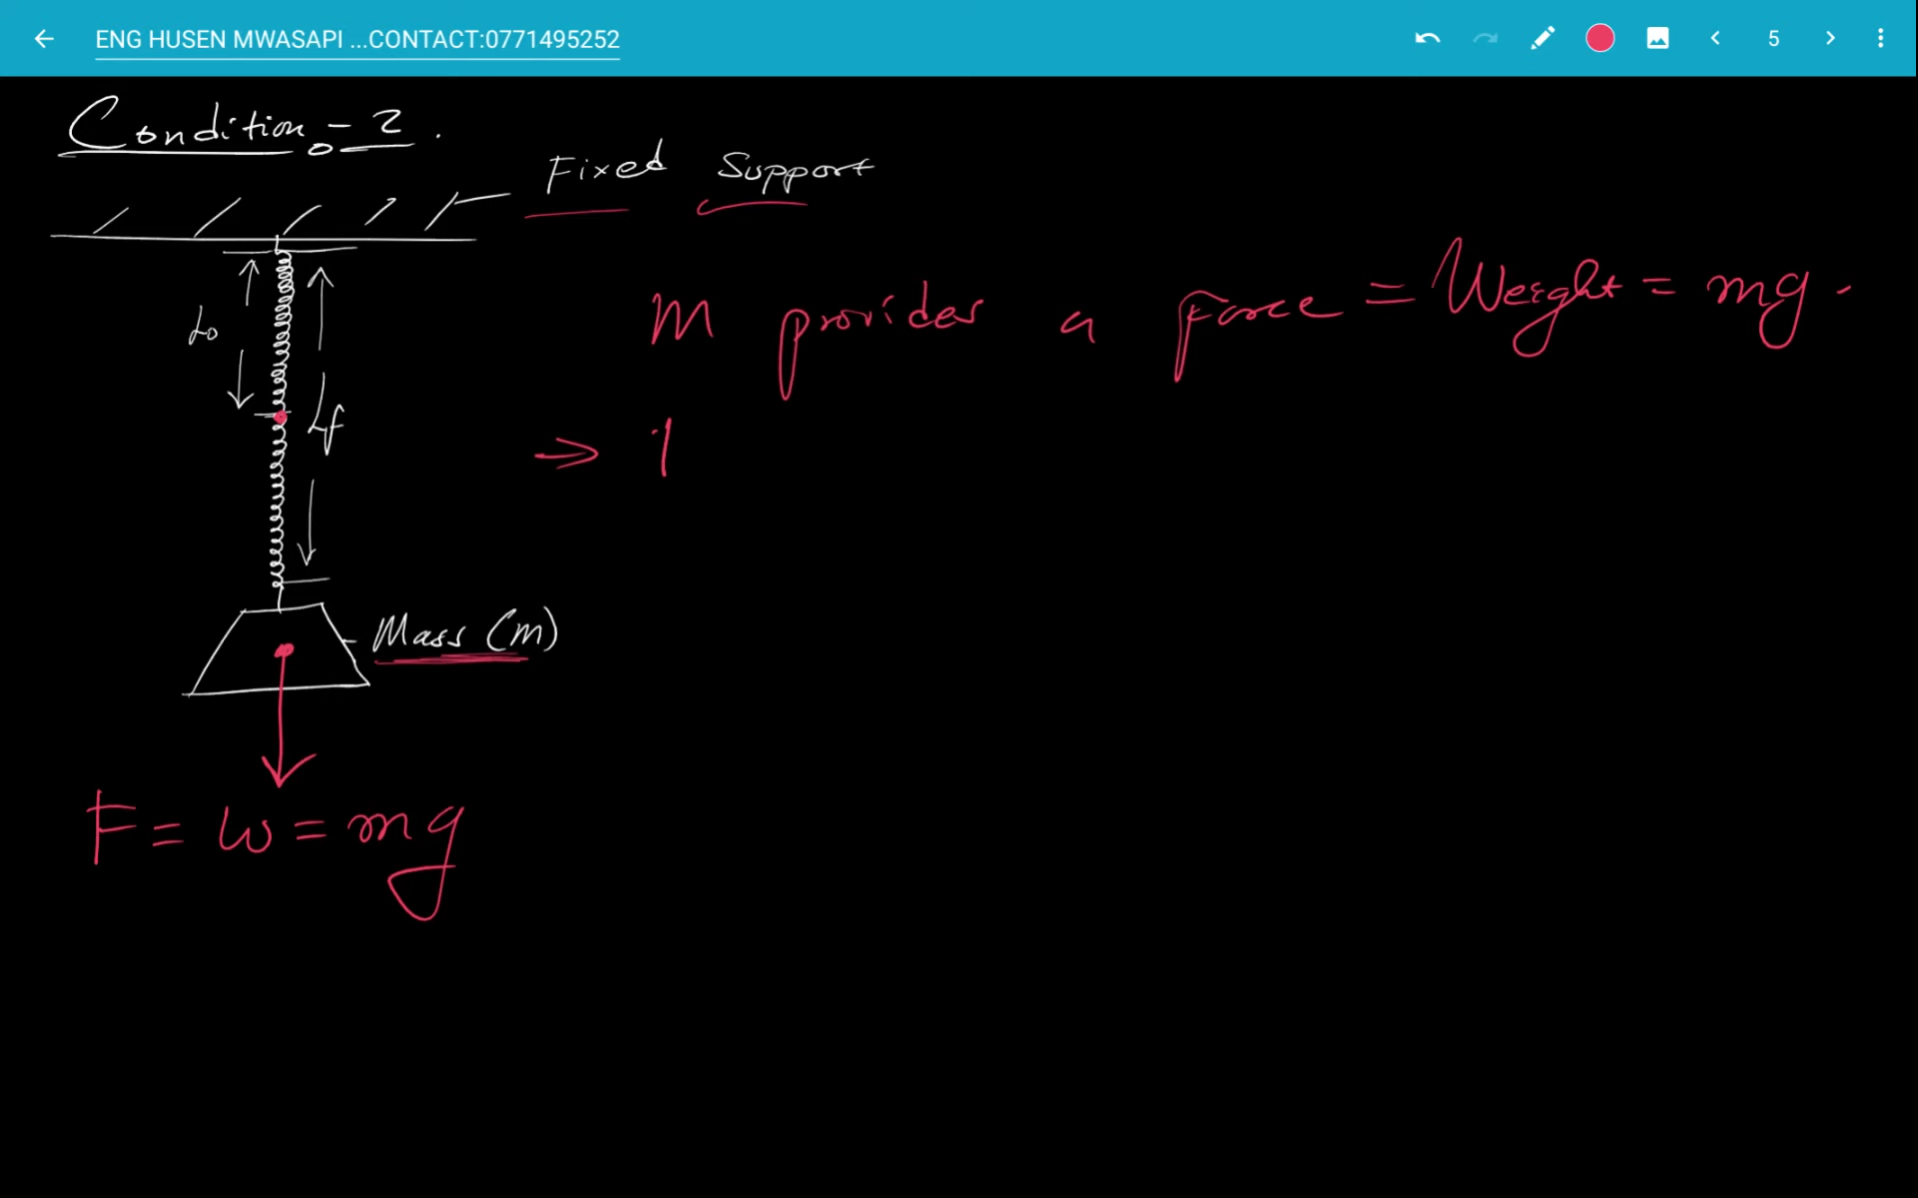 ENG HUSEN MWASAPI ...CONTACT:0771495252
5
Condition - 2 .
Fixed Support
Lo
M provides a Force = Weight = mg .
Lf
⇒
Mass (m)
F = W = mg